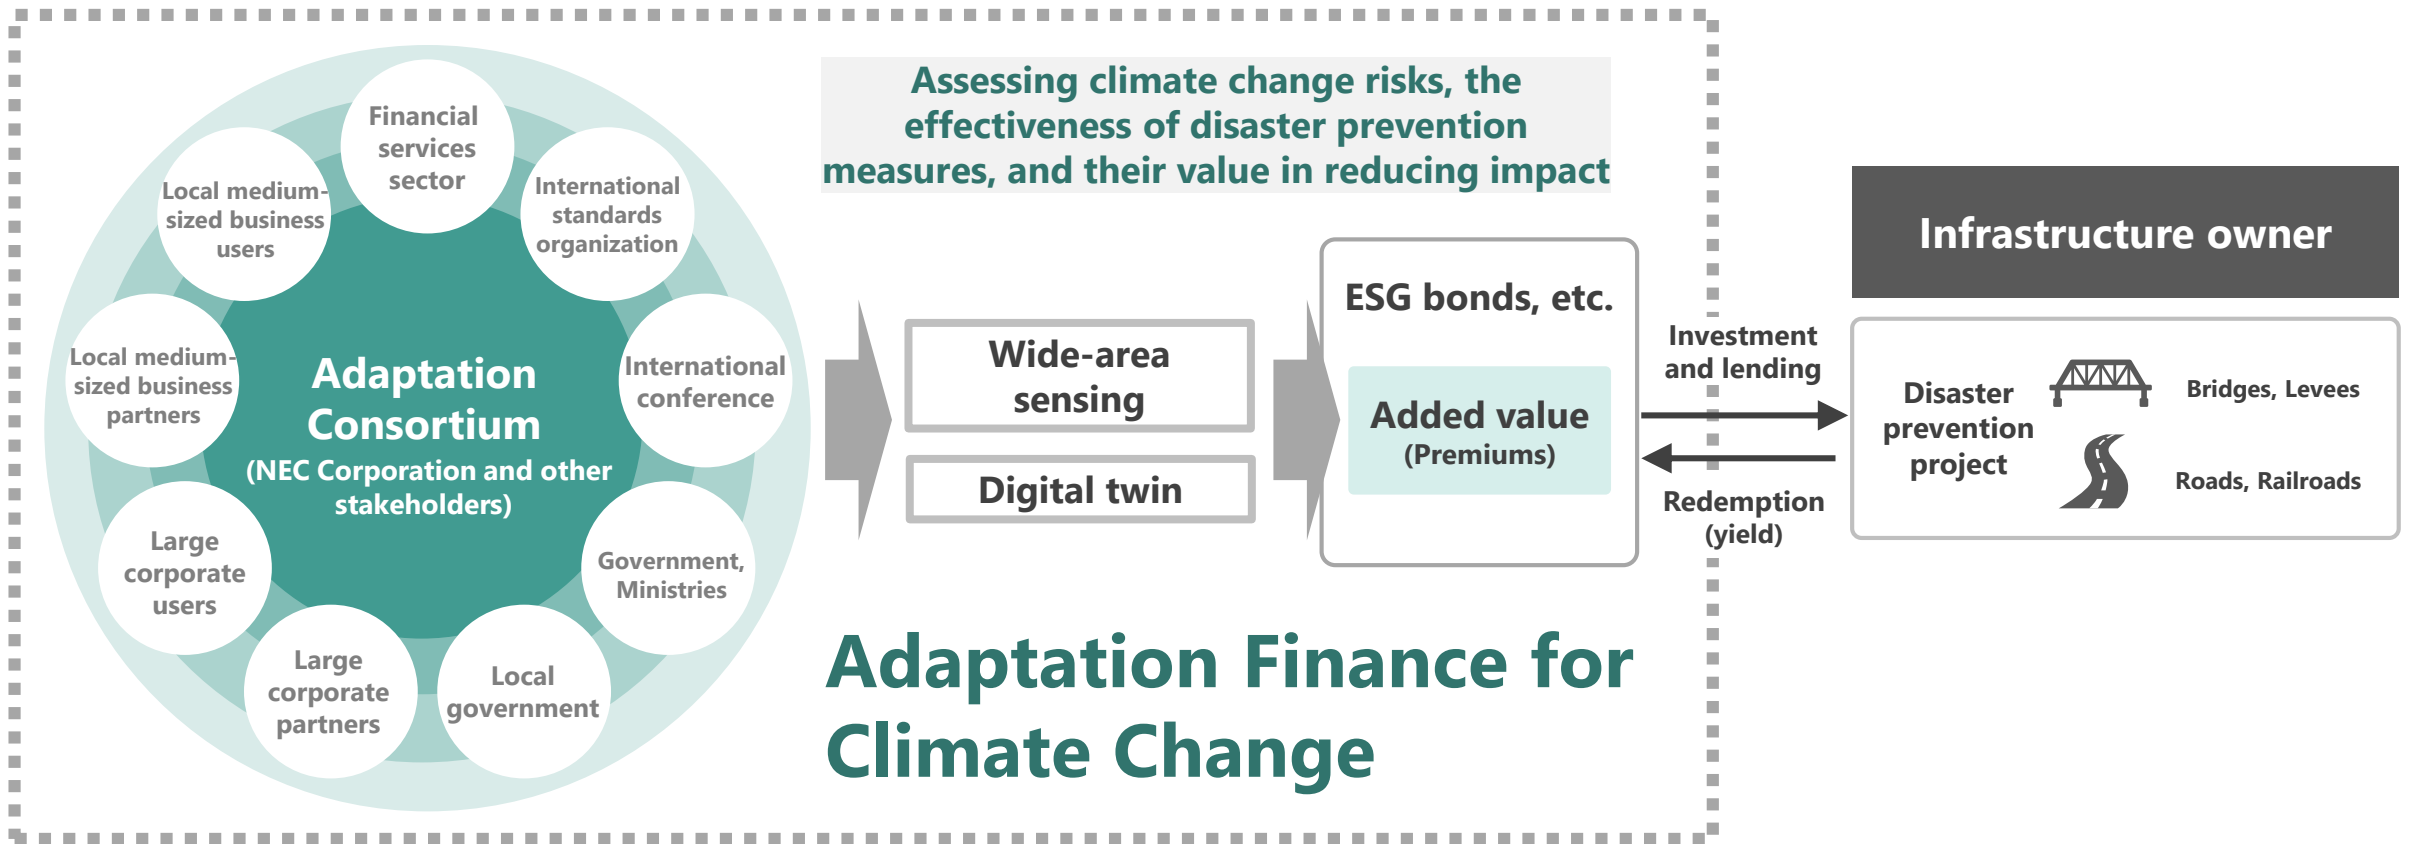 Financial
services
sector
International
standards
organization
International
conference
Government,
Ministries
Local
government
Large
corporate
partners
Large
corporate
users
Local medium-
sized business
partners
Local medium-
sized business
users
Adaptation
Consortium
(NEC Corporation and other
stakeholders)
Assessing climate change risks, the
effectiveness of disaster prevention
measures, and their value in reducing impact
Wide-area
sensing
Digital twin
ESG bonds, etc.
Added value
(Premiums)
Investment
and lending
Redemption
(yield)
Infrastructure owner
Disaster
prevention
project
Bridges, Levees
Roads, Railroads
Adaptation Finance for
Climate Change